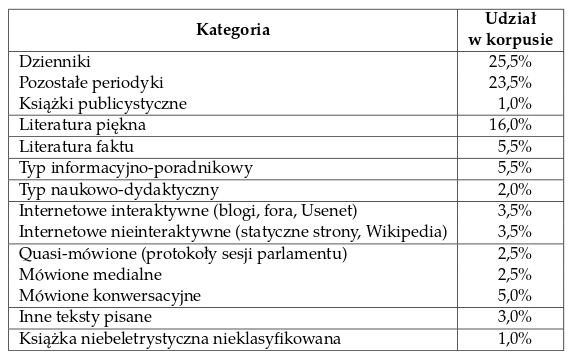 Kategoria Udział
w korpusie
Dzienniki 25,5%
Pozostałe periodyki 23,5%
Książki publicystyczne 1,0%
Literatura piękna 16,0%
Literatura faktu 5,5%
Typ informacyjno-poradnikowy 5,5%
Typ naukowo-dydaktyczny 2,0%
Internetowe interaktywne (blogi, fora, Usenet) 3,5%
Internetowe nieinteraktywne (statyczne strony, Wikipedia) 3,5%
Quasi-mówione (protokoły sesji parlamentu) 2,5%
Mówione medialne 2,5%
Mówione konwersacyjne 5,0%
Inne teksty pisane 3,0%
Książka niebeletrystyczna nieklasyfikowana 1,0%